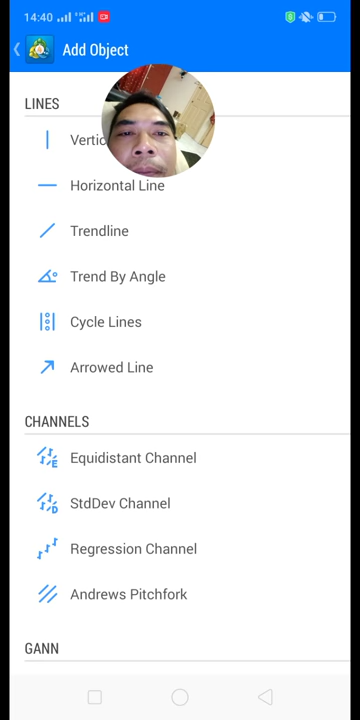 14:40
Add Object
LINES
Vertic
Horizontal Line
Trendline
Trend By Angle
Cycle Lines
Arrowed Line
CHANNELS
Equidistant Channel
StdDev Channel
Regression Channel
Andrews Pitchfork
GANN